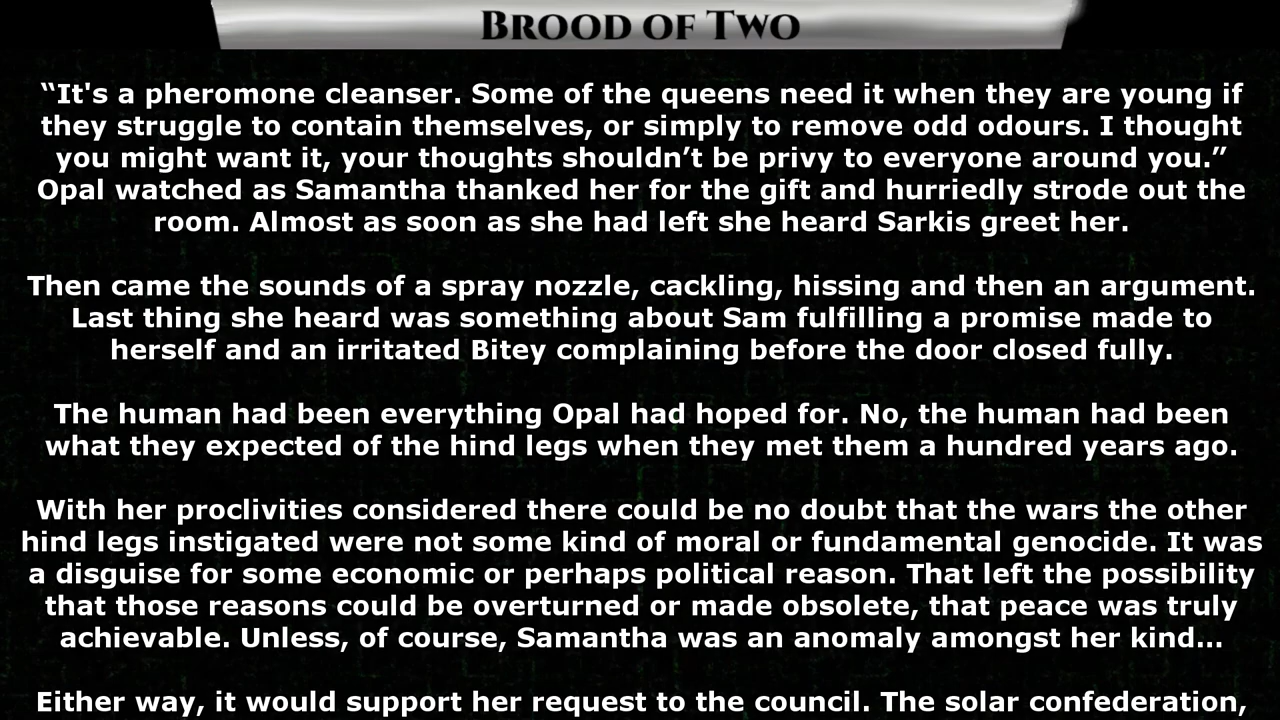 Brood of Two
“It's a pheromone cleanser. Some of the queens need it when they are young if
they struggle to contain themselves, or simply to remove odd odours. I thought
you might want it, your thoughts shouldn’t be privy to everyone around you.”
Opal watched as Samantha thanked her for the gift and hurriedly strode out the
room. Almost as soon as she had left she heard Sarkis greet her.
Then came the sounds of a spray nozzle, cackling, hissing and then an argument.
Last thing she heard was something about Sam fulfilling a promise made to
herself and an irritated Bitey complaining before the door closed fully.
The human had been everything Opal had hoped for. No, the human had been
what they expected of the hind legs when they met them a hundred years ago.
With her proclivities considered there could be no doubt that the wars the other
hind legs instigated were not some kind of moral or fundamental genocide. It was
a disguise for some economic or perhaps political reason. That left the possibility
that those reasons could be overturned or made obsolete, that peace was truly
achievable. Unless, of course, Samantha was an anomaly amongst her kind...
Either way, it would support her request to the council. The solar confederation,